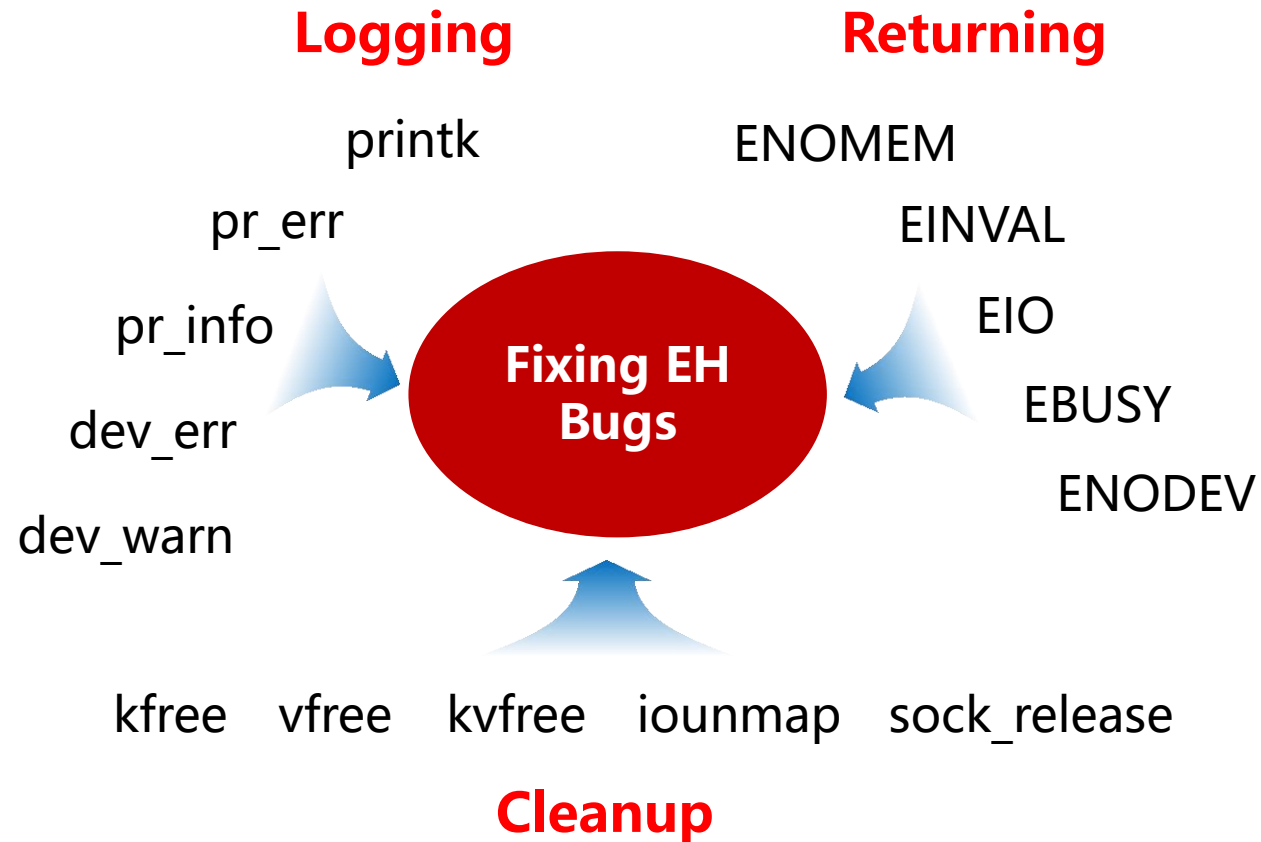 Logging
Returning
printk
ENOMEM
pr_err
EINVAL
pr_info
EIO
Fixing EH
Bugs
dev_err
EBUSY
dev_warn
ENODEV
kfree vfree kvfree iounmap sock_release
Cleanup